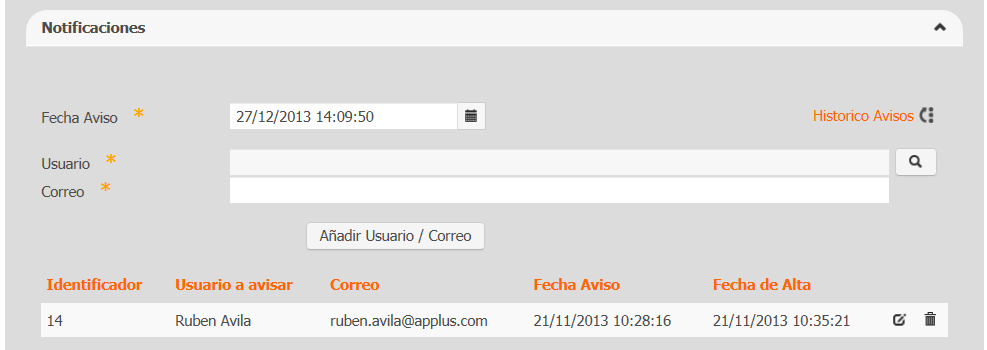 Notificaciones
Fecha Aviso *
27/12/2013 14:09:50
Historico Avisos
Usuario *
Correo *
Añadir Usuario / Correo
Identificador Usuario a avisar Correo Fecha Aviso Fecha de Alta
14 Ruben Avila ruben.avila@applus.com 21/11/2013 10:28:16 21/11/2013 10:35:21